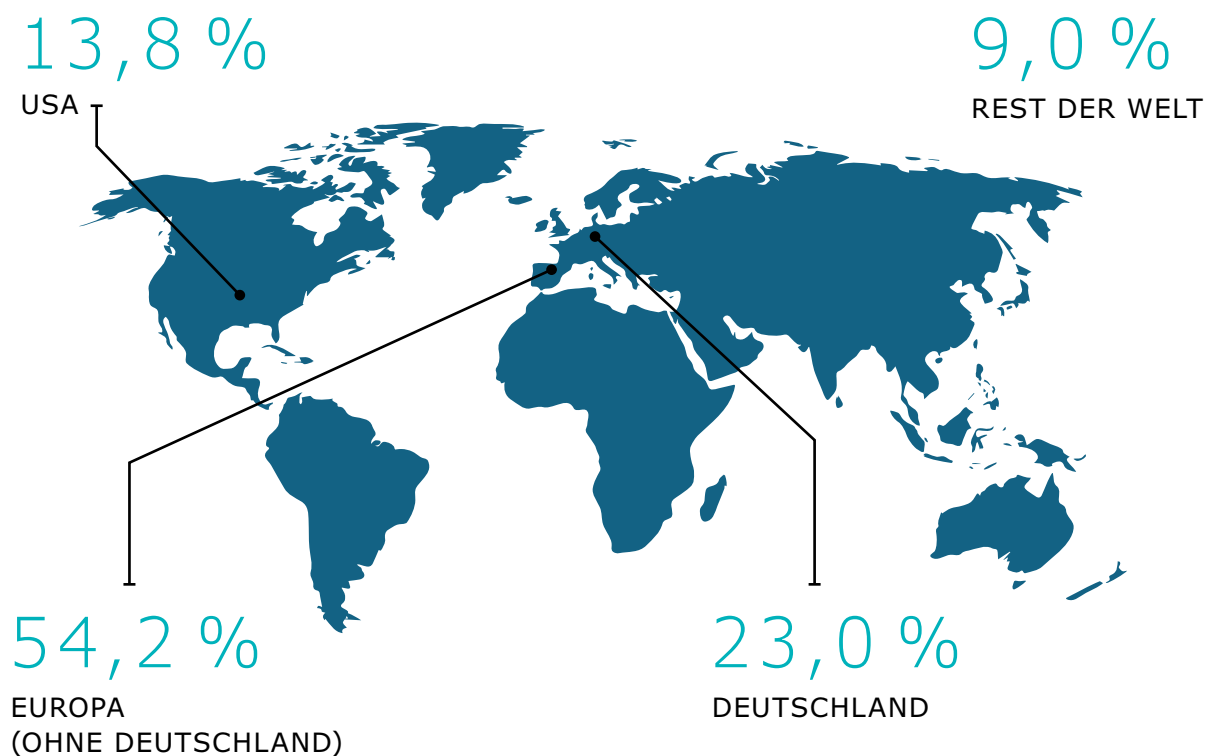 13,8 %
USA
9,0 %
REST DER WELT
54,2 %
EUROPA
(OHNE DEUTSCHLAND)
23,0 %
DEUTSCHLAND